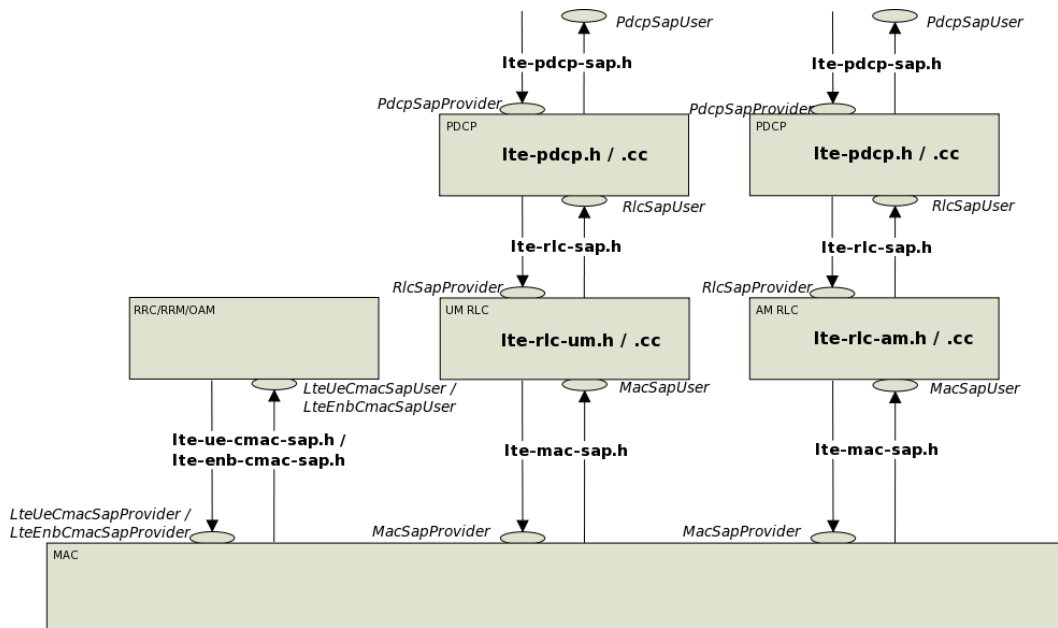 PdcpSapUser
PdcpSapUser
lte-pdcp-sap.h
lte-pdcp-sap.h
PdcpSapProvider
PdcpSapProvider
PDCP
PDCP
lte-pdcp.h / .cc
lte-pdcp.h / .cc
RlcSapUser
RlcSapUser
lte-rlc-sap.h
lte-rlc-sap.h
RlcSapProvider
RlcSapProvider
RRC/RRM/OAM
UM RLC
AM RLC
lte-rlc-um.h / .cc
lte-rlc-am.h / .cc
LteUeCmacSapUser /
LteEnbCmacSapUser
MacSapUser
MacSapUser
lte-ue-cmac-sap.h /
lte-enb-cmac-sap.h
lte-mac-sap.h
lte-mac-sap.h
LteUeCmacSapProvider /
LteEnbCmacSapProvider
MacSapProvider
MacSapProvider
MAC